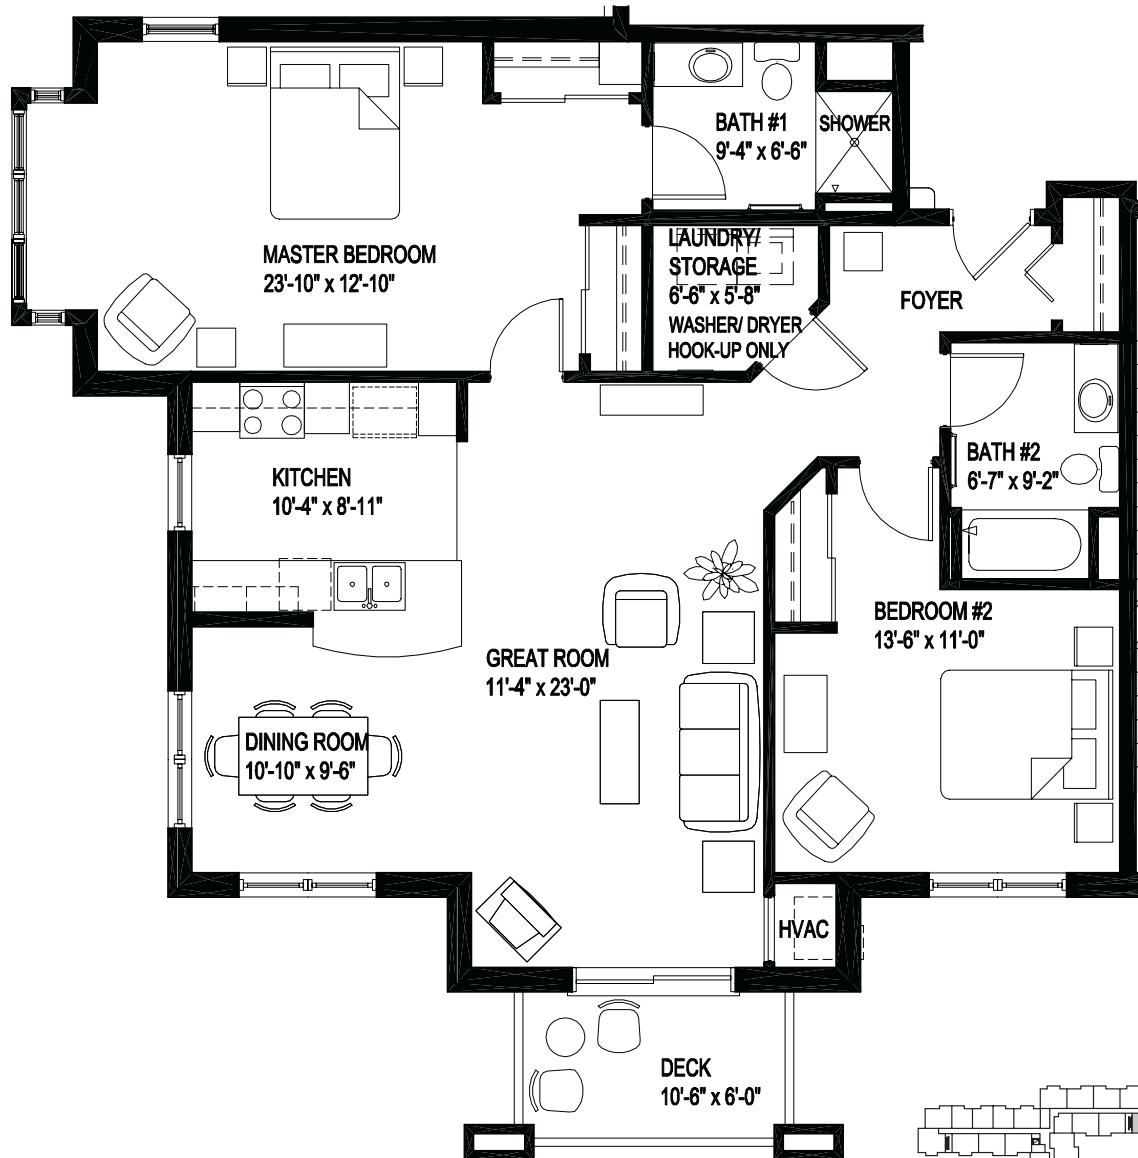 BATH #1
9'-4" x 6'-6"
SHOWER
MASTER BEDROOM
23'-10" x 12'-10"
LAUNDRY/
STORAGE
6'-6" x 5'-8"
WASHER/ DRYER
HOOK-UP ONLY
FOYER
KITCHEN
10'-4" x 8'-11"
BATH #2
6'-7" x 9'-2"
BEDROOM #2
13'-6" x 11'-0"
GREAT ROOM
11'-4" x 23'-0"
DINING ROOM
10'-10" x 9'-6"
HVAC
DECK
10'-6" x 6'-0"